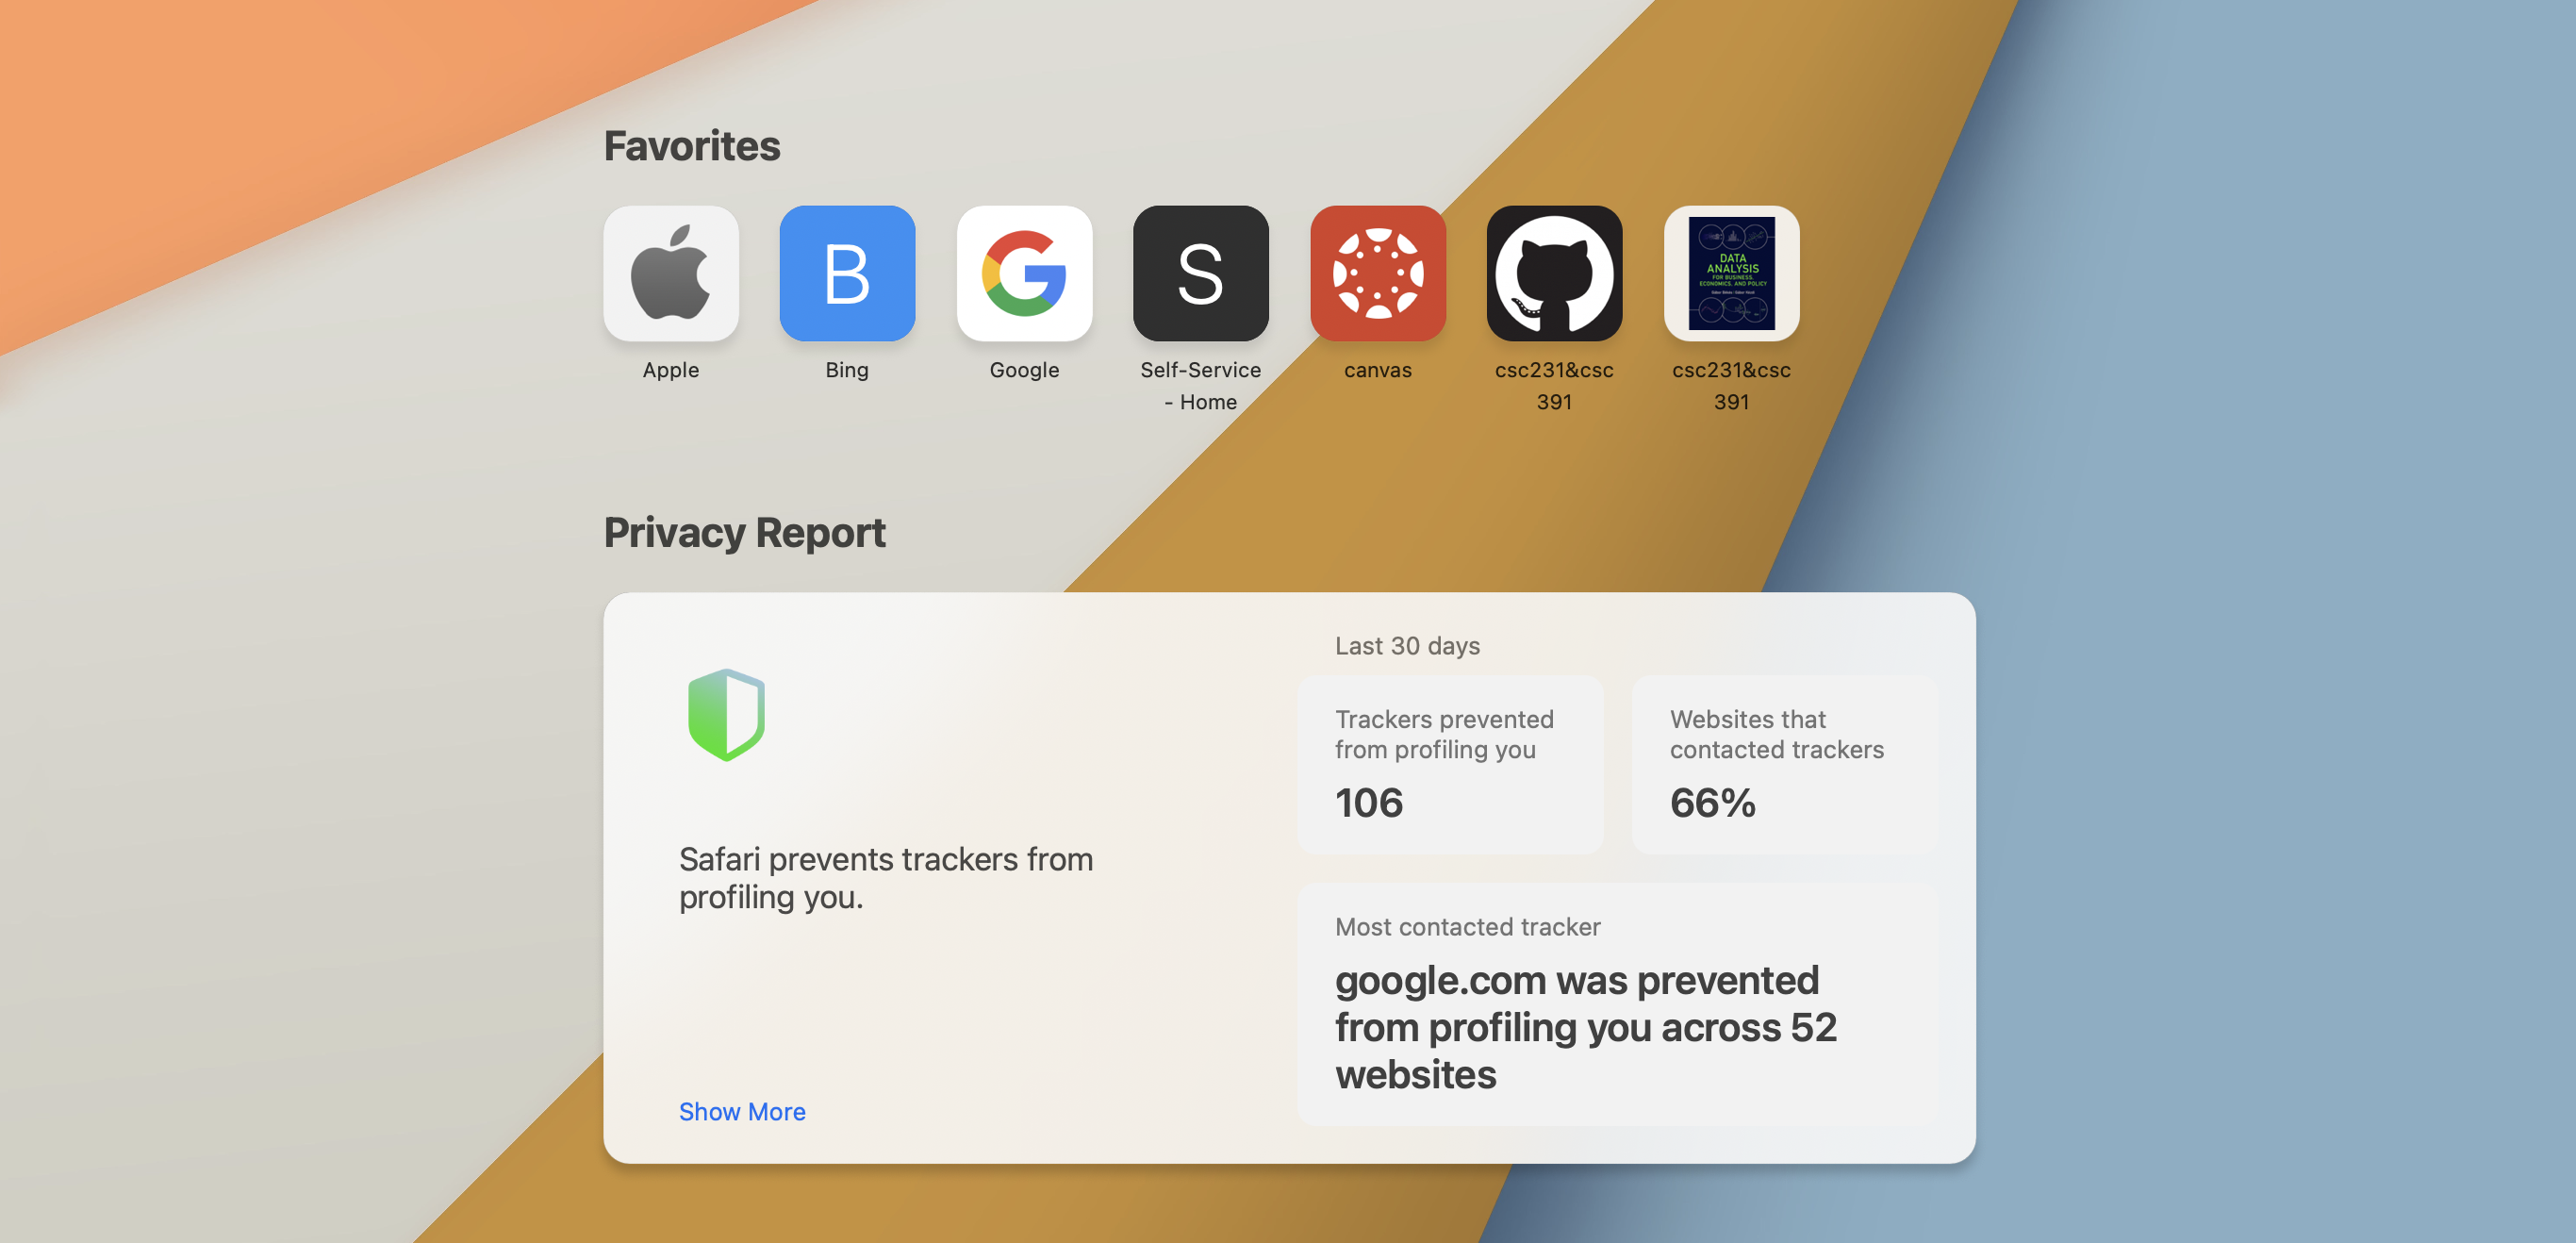 Favorites
B
S
DATA
ANALYSIS
FOR BUSINESS,
ECONOMICS, AND POLICY
Apple
Bing
Google
Self-Service
- Home
canvas
csc231&csc
391
csc231&csc
391
Privacy Report
Safari prevents trackers from
profiling you.
Show More
Last 30 days
Trackers prevented
from profiling you
106
Websites that
contacted trackers
66%
Most contacted tracker
google.com was prevented
from profiling you across 52
websites